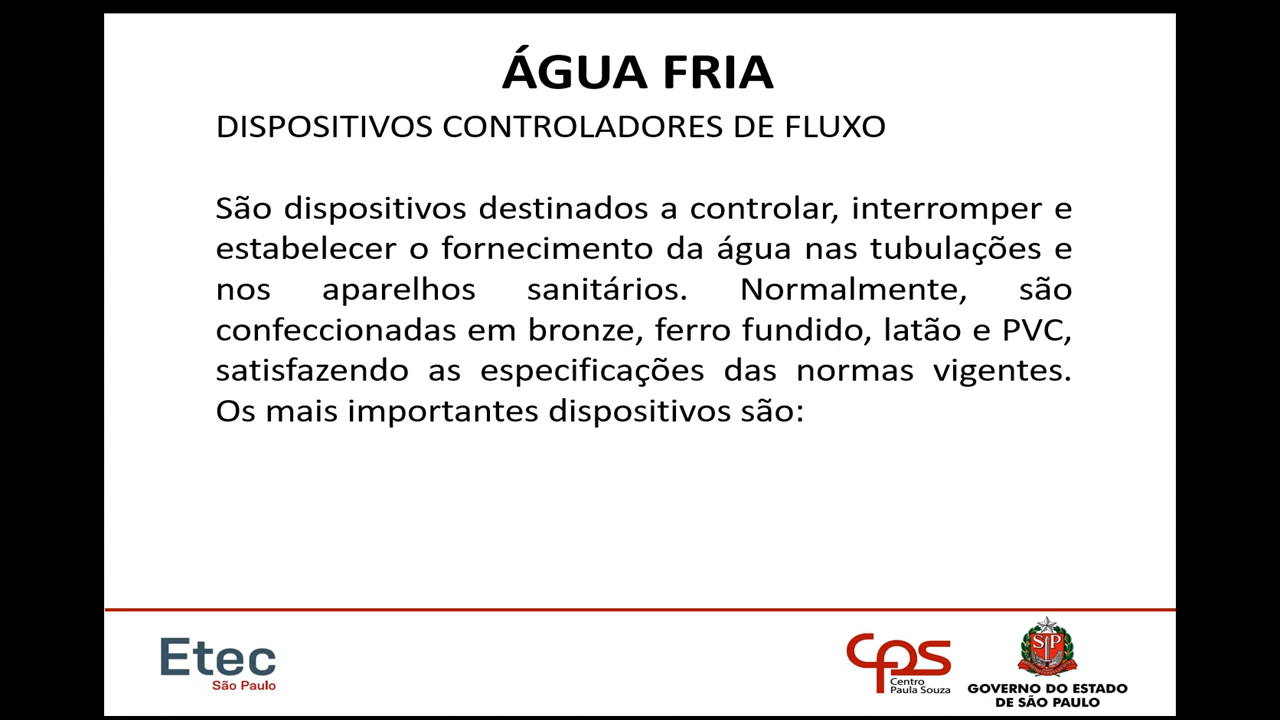 ÁGUA FRIA
DISPOSITIVOS CONTROLADORES DE FLUXO
São dispositivos destinados a controlar, interromper e
estabelecer o fornecimento da água nas tubulações e
nos aparelhos sanitários. Normalmente, são
confeccionadas em bronze, ferro fundido, latão e PVC,
satisfazendo as especificações das normas vigentes.
Os mais importantes dispositivos são:
Etec
São Paulo
CPS
Centro
Paula Souza
SP
GOVERNO DO ESTADO
DE SÃO PAULO